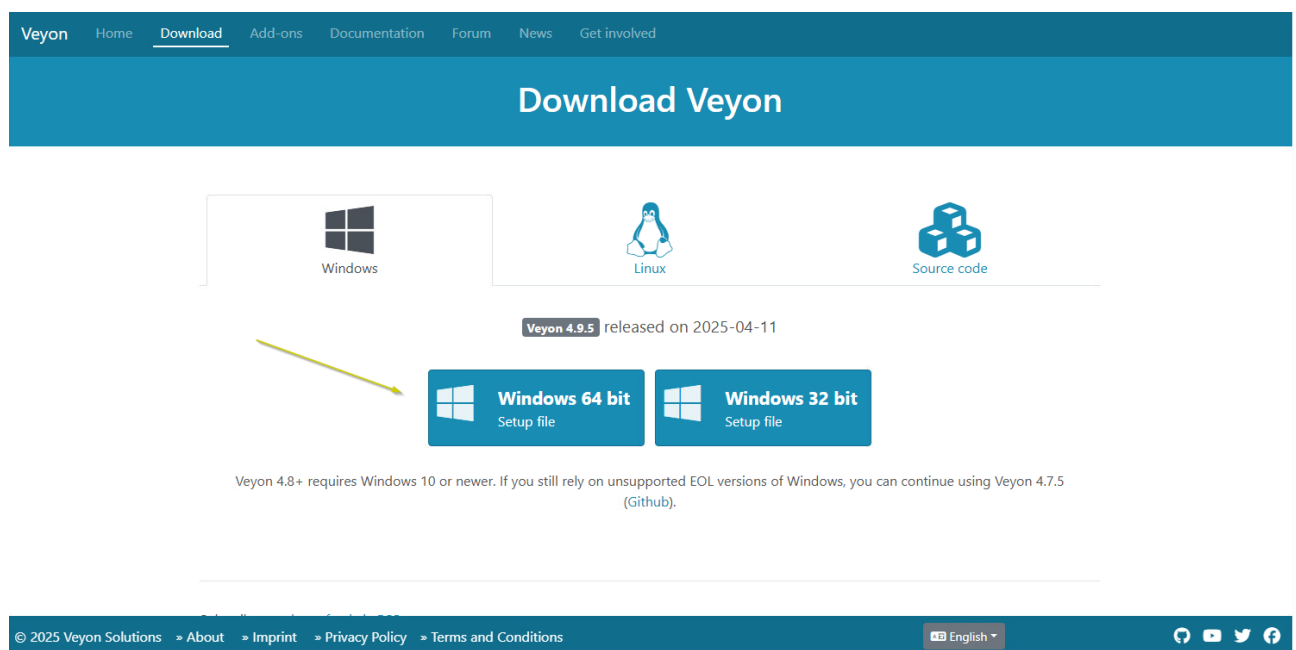 Veyon Home Download Add-ons Documentation Forum News Get involved
Download Veyon
Windows Linux Source code
Veyon 4.9.5 released on 2025-04-11
Windows 64 bit Windows 32 bit
Setup file Setup file
Veyon 4.8+ requires Windows 10 or newer. If you still rely on unsupported EOL versions of Windows, you can continue using Veyon 4.7.5
(Github).
© 2025 Veyon Solutions » About » Imprint » Privacy Policy » Terms and Conditions English